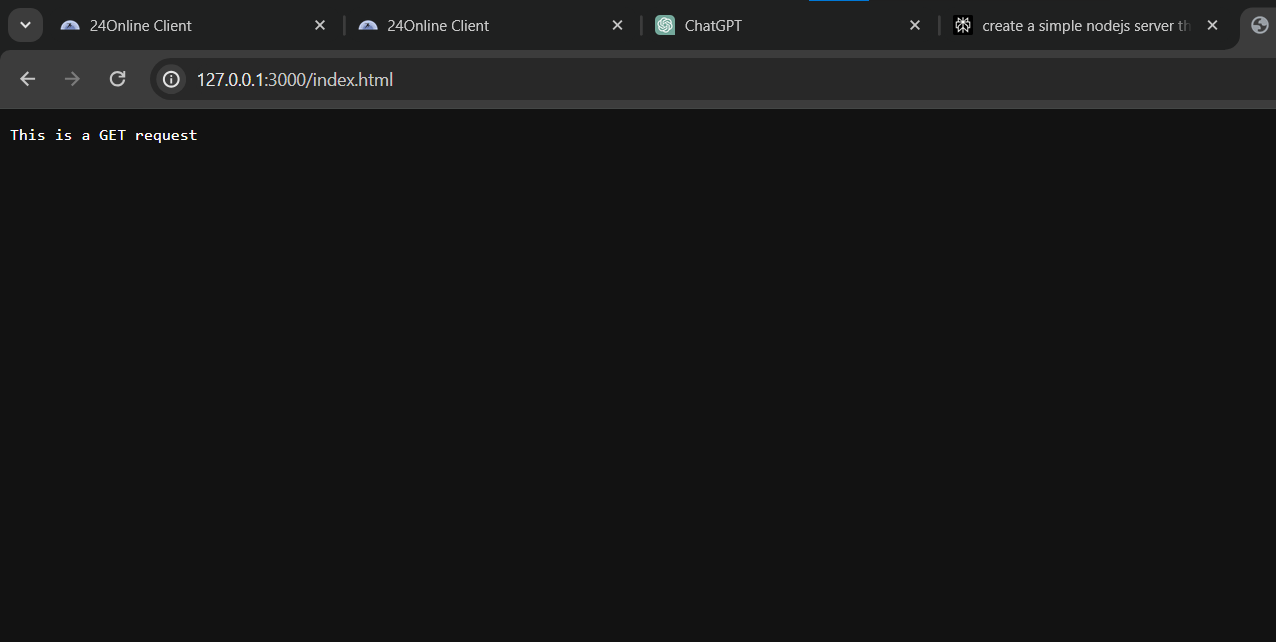 24Online Client
24Online Client
ChatGPT
create a simple nodejs server th
127.0.0.1:3000/index.html
This is a GET request